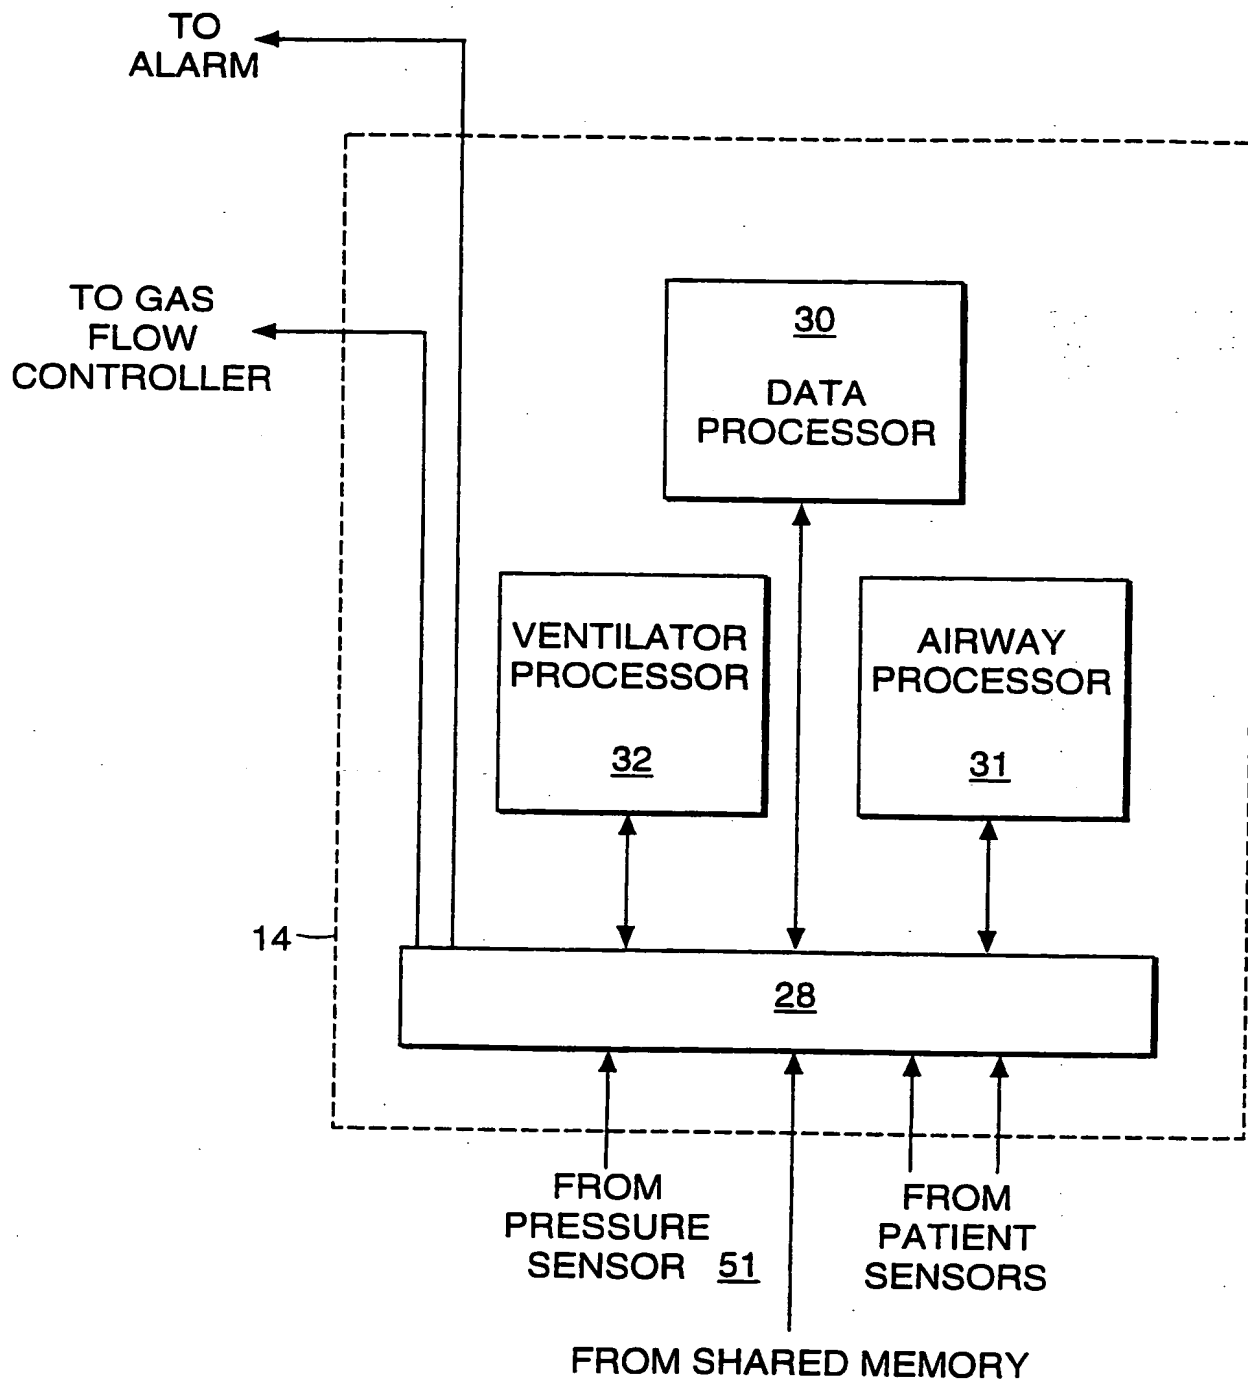 TO
ALARM
TO GAS
FLOW
CONTROLLER
30
DATA
PROCESSOR
VENTILATOR
PROCESSOR
32
AIRWAY
PROCESSOR
31
14
28
FROM
PRESSURE
SENSOR 51
FROM
PATIENT
SENSORS
FROM SHARED MEMORY